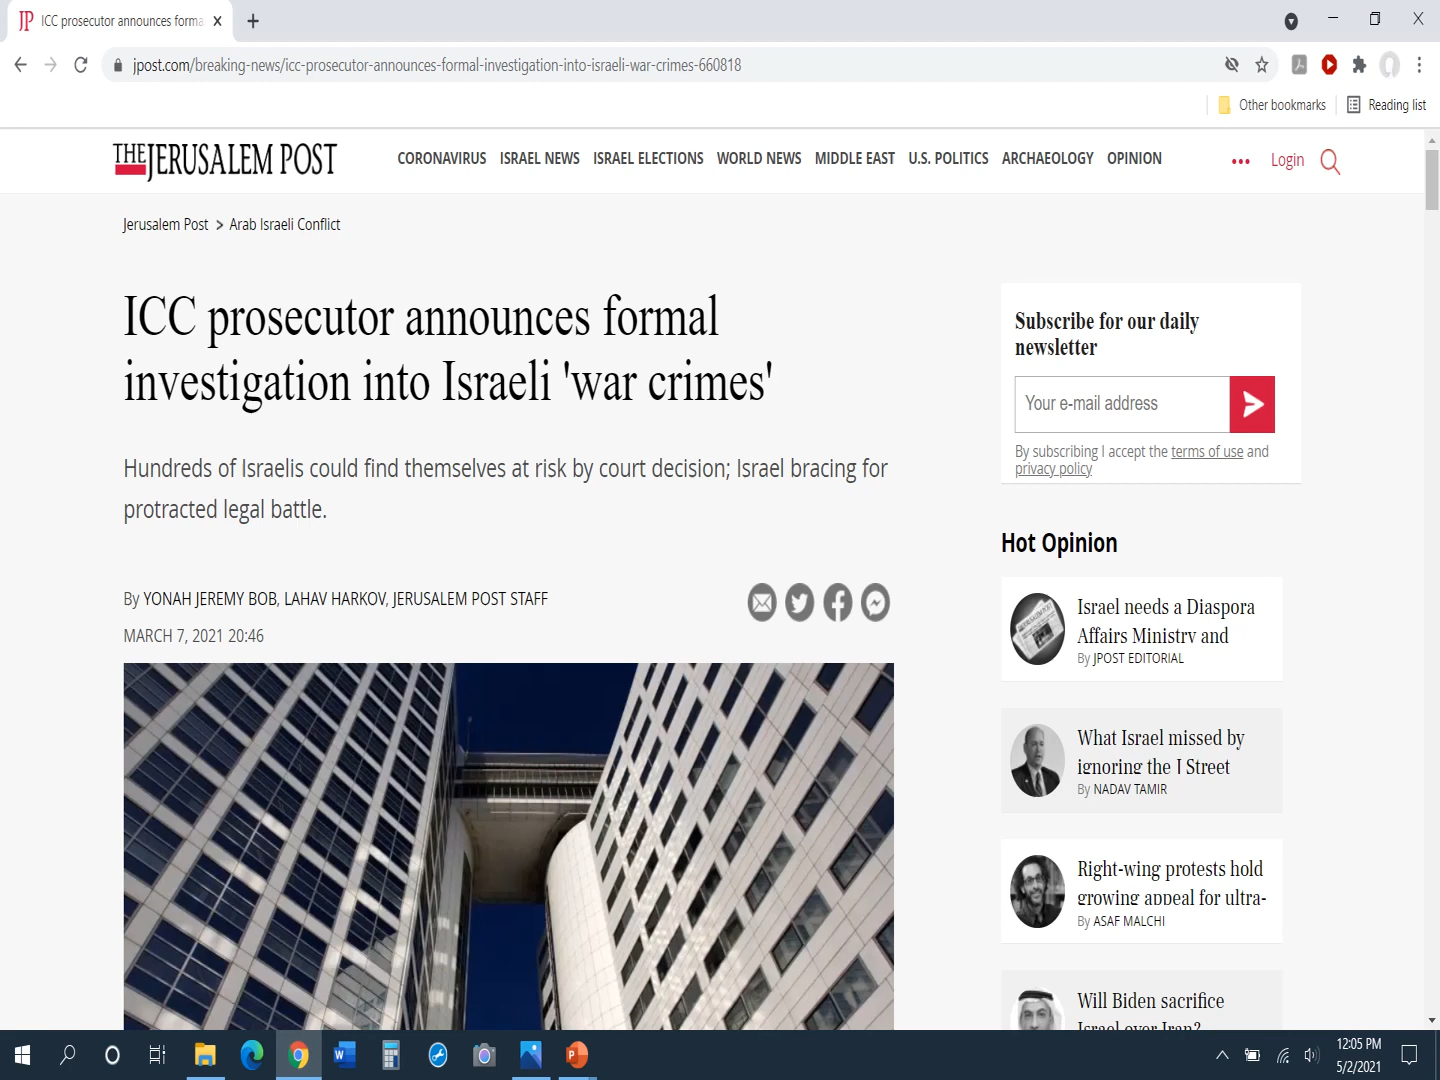 JP ICC prosecutor announces forma
jpost.com/breaking-news/icc-prosecutor-announces-formal-investigation-into-israeli-war-crimes-660818
Other bookmarks
Reading list
THE JERUSALEM POST
CORONAVIRUS ISRAEL NEWS ISRAEL ELECTIONS WORLD NEWS MIDDLE EAST U.S. POLITICS ARCHAEOLOGY OPINION
Login
Jerusalem Post > Arab Israeli Conflict
ICC prosecutor announces formal
investigation into Israeli 'war crimes'
Hundreds of Israelis could find themselves at risk by court decision; Israel bracing for
protracted legal battle.
By YONAH JEREMY BOB, LAHAV HARKOV, JERUSALEM POST STAFF
MARCH 7, 2021 20:46
Subscribe for our daily
newsletter
Your e-mail address
By subscribing I accept the terms of use and
privacy policy
Hot Opinion
Israel needs a Diaspora
Affairs Ministry and
By JPOST EDITORIAL
What Israel missed by
ignoring the J Street
By NADAV TAMIR
Right-wing protests hold
growing appeal for ultra-
By ASAF MALCHI
Will Biden sacrifice
Israel over Iran?
12:05 PM
5/2/2021